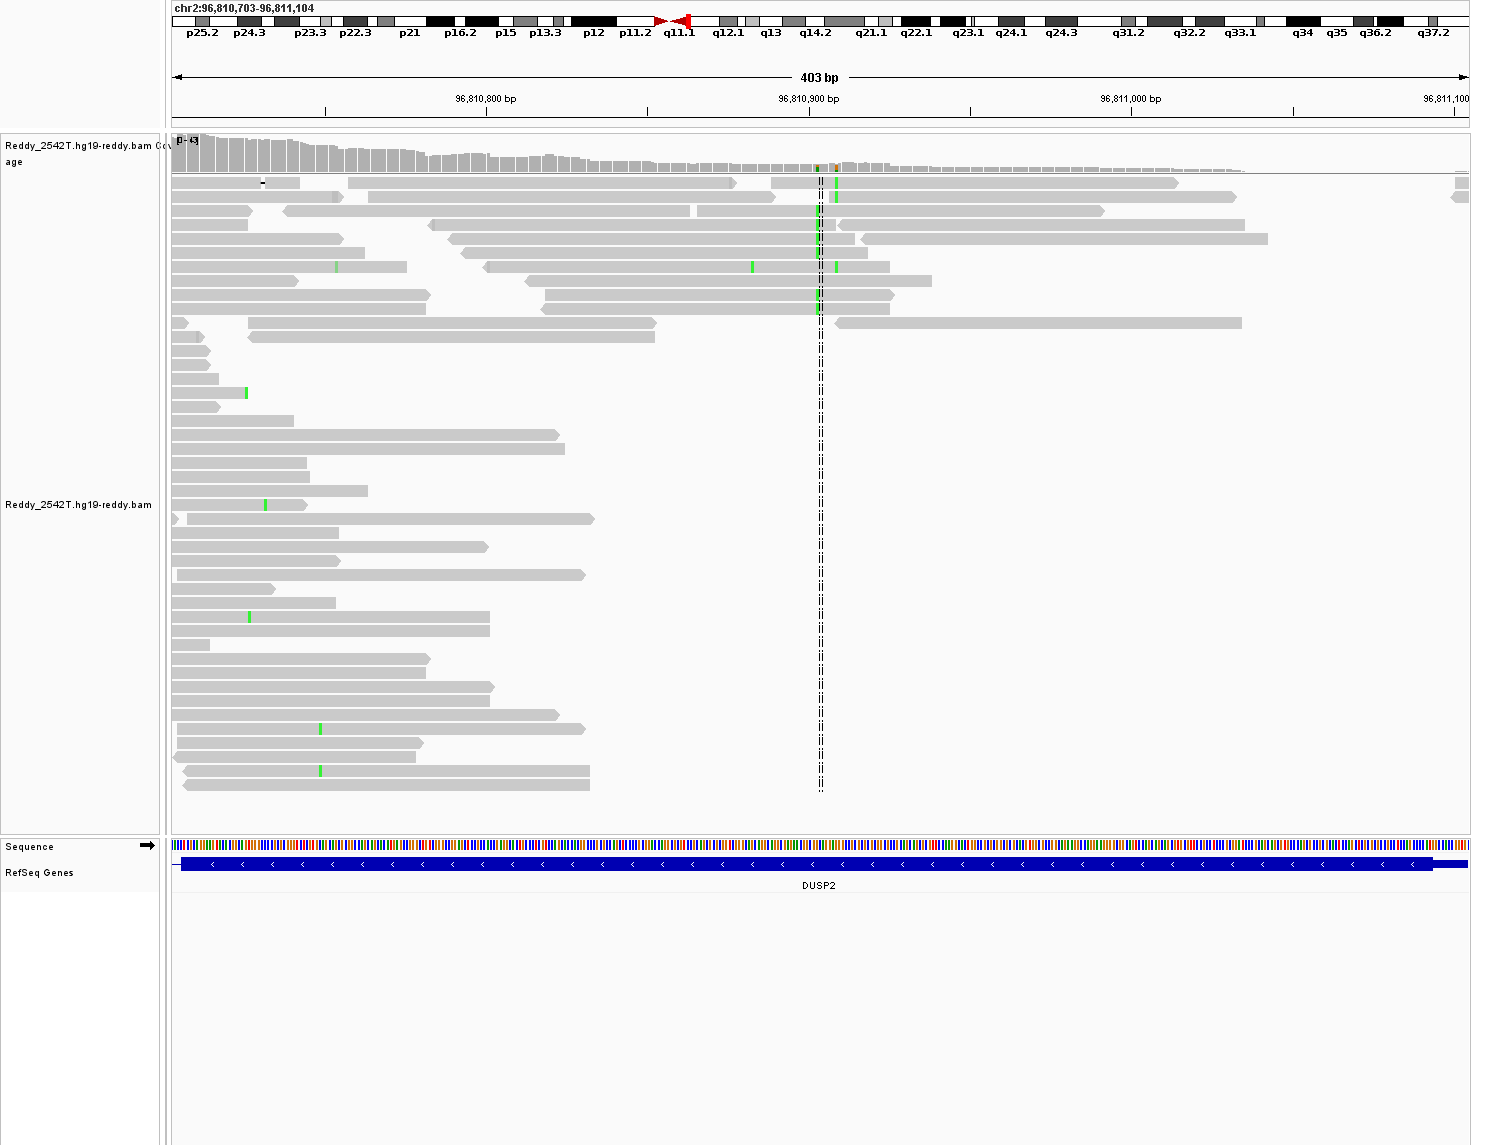 chr2:96,810,703-96,811,104
p25.2 p24.3 p23.3 p22.3 p21 p16.2 p15 p13.3 p12 p11.2 q11.1 q12.1 q13 q14.2 q21.1 q22.1 q23.1 q24.1 q24.3 q31.2 q32.2 q33.1 q34 q35 q36.2 q37.2
403 bp
96,810,800 bp 96,810,900 bp 96,811,000 bp 96,811,100
Reddy_2542T.hg19-reddy.bam Cov
age
Reddy_2542T.hg19-reddy.bam
Sequence
RefSeq Genes
DUSP2